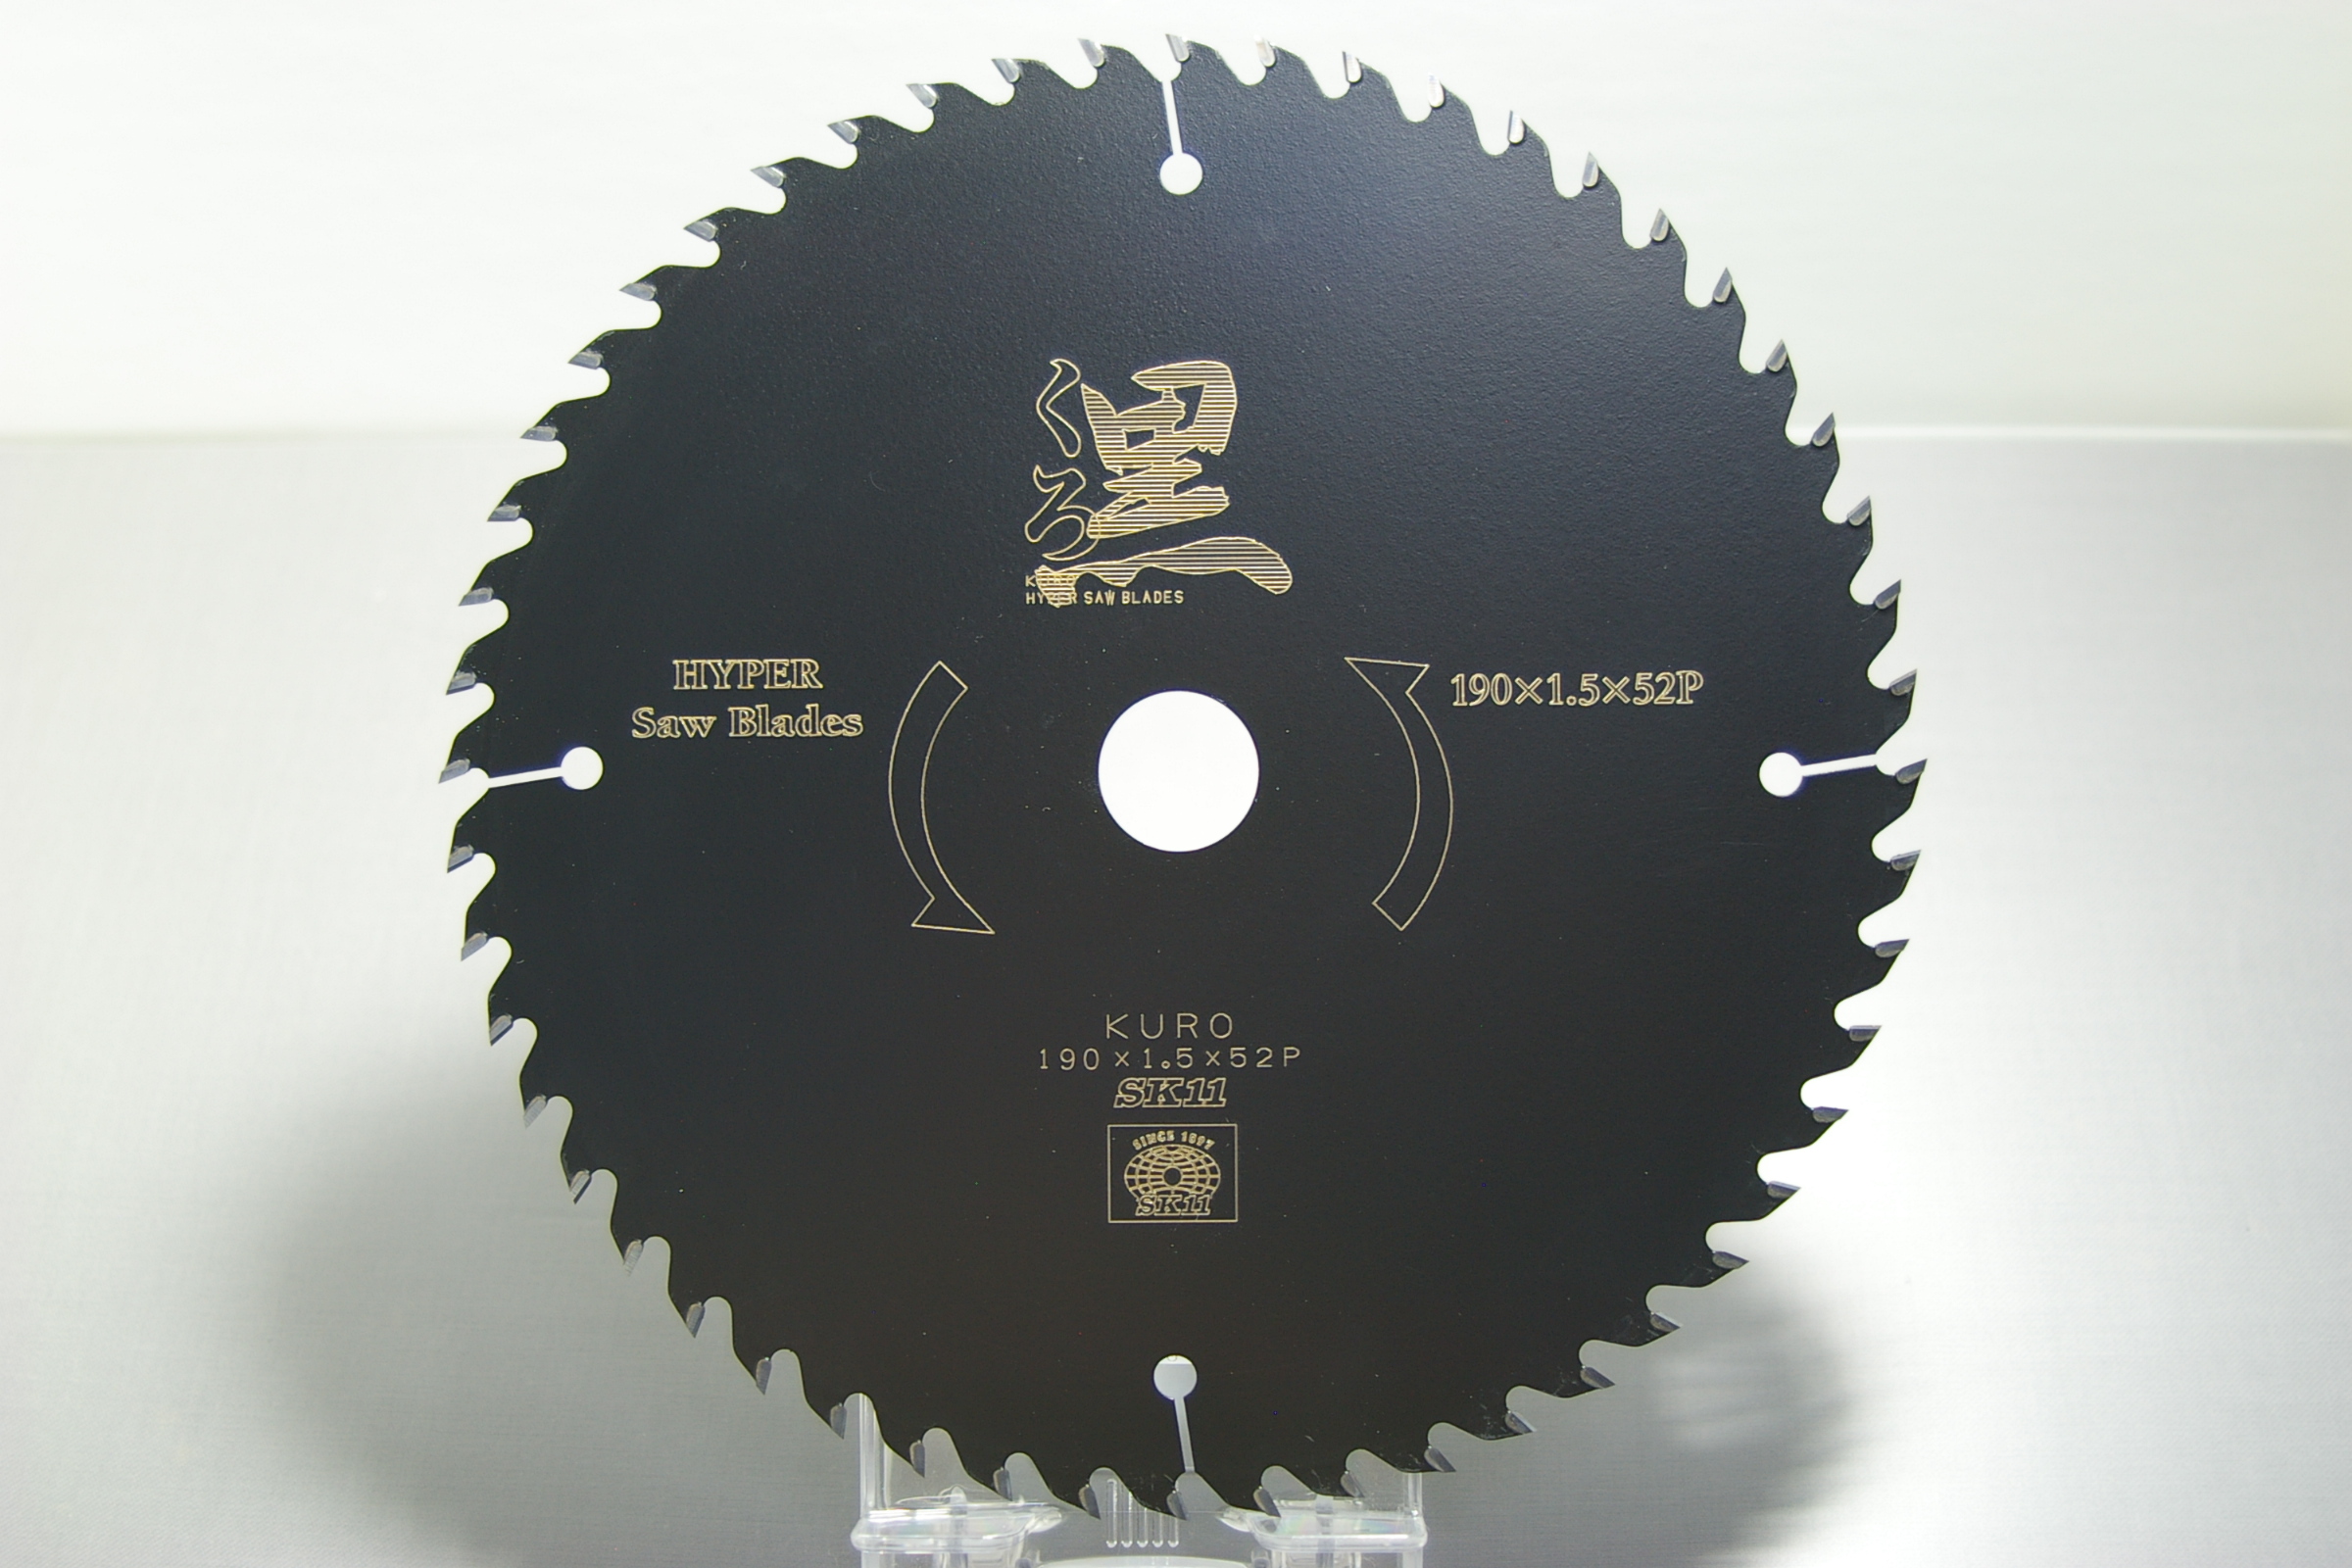 くろ
黒
HYPER SAW BLADES
HYPER
Saw Blades
190×1.5×52P
KURO
190×1.5×52P
SK11
SINCE 1897
SK11